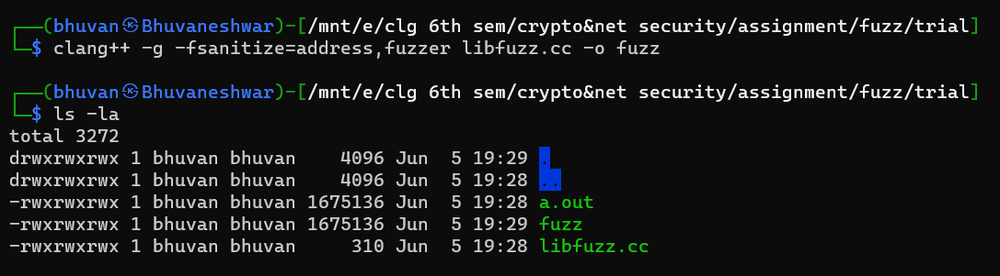 ┌──(bhuvan㉿Bhuvaneshwar)-[/mnt/e/clg 6th sem/crypto&net security/assignment/fuzz/trial]
└─$ clang++ -g -fsanitize=address,fuzzer libfuzz.cc -o fuzz
┌──(bhuvan㉿Bhuvaneshwar)-[/mnt/e/clg 6th sem/crypto&net security/assignment/fuzz/trial]
└─$ ls -la
total 3272
drwxrwxrwx 1 bhuvan bhuvan    4096 Jun  5 19:29 .
drwxrwxrwx 1 bhuvan bhuvan    4096 Jun  5 19:28 ..
-rwxrwxrwx 1 bhuvan bhuvan 1675136 Jun  5 19:28 a.out
-rwxrwxrwx 1 bhuvan bhuvan 1675136 Jun  5 19:29 fuzz
-rwxrwxrwx 1 bhuvan bhuvan     310 Jun  5 19:28 libfuzz.cc